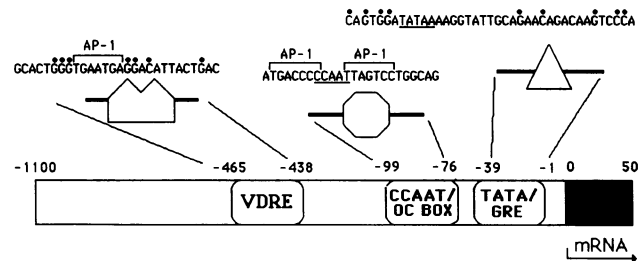 CAGTGGATATAAAAGGTATTGCAGAACAGACAAGTCCCA
AP-1
AP-1 AP-1
GCACTGGGTGAATGAGGACATTACTGAC
ATGACCCCCCAATTAGTCCTGGCAG
-1100
-465
-438
-99
-76
-39
-1
0
50
VDRE
CCAAT/
OC BOX
TATA/
GRE
mRNA